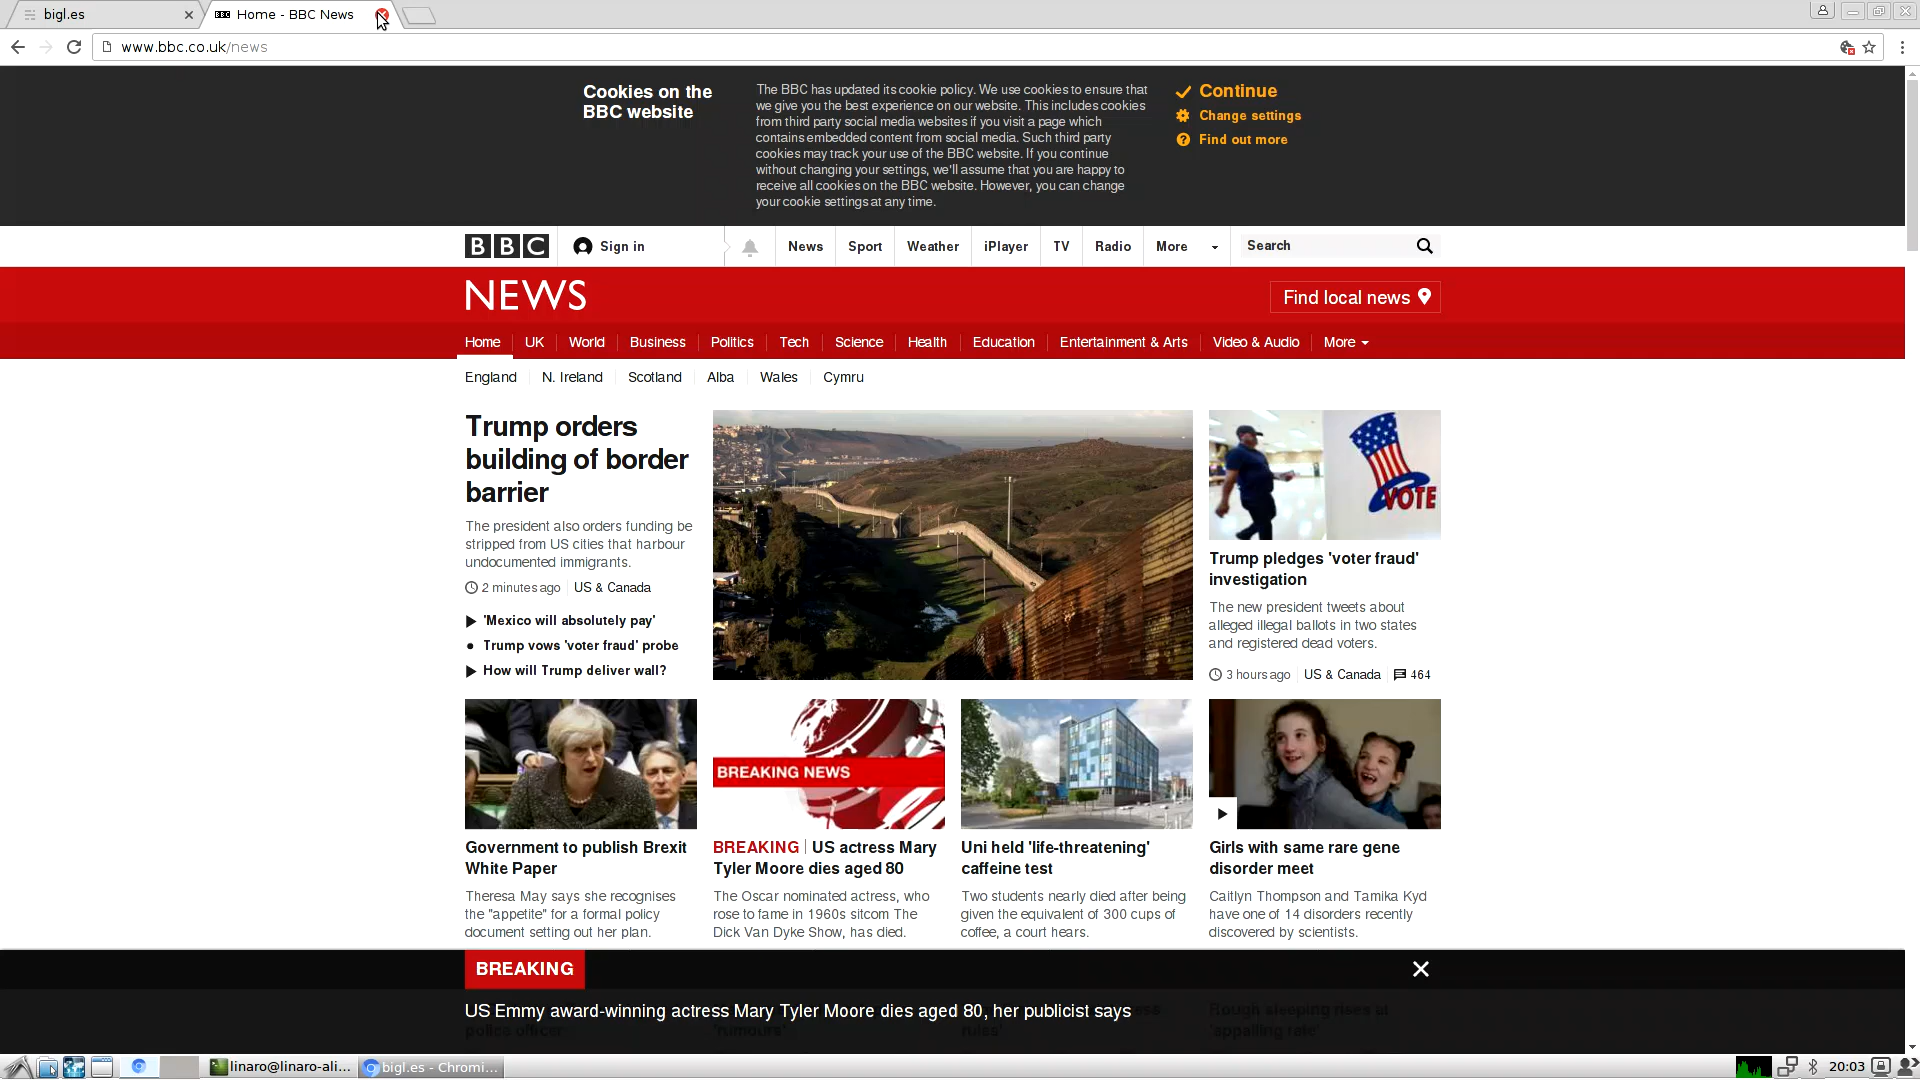 bigl.es
BBC Home - BBC News
www.bbc.co.uk/news
Cookies on the
BBC website
The BBC has updated its cookie policy. We use cookies to ensure that
we give you the best experience on our website. This includes cookies
from third party social media websites if you visit a page which
contains embedded content from social media. Such third party
cookies may track your use of the BBC website. If you continue
without changing your settings, we'll assume that you are happy to
receive all cookies on the BBC website. However, you can change
your cookie settings at any time.
Continue
Change settings
Find out more
BBC Sign in News Sport Weather iPlayer TV Radio More Search
NEWS
Find local news
Home UK World Business Politics Tech Science Health Education Entertainment & Arts Video & Audio More
England N. Ireland Scotland Alba Wales Cymru
Trump orders
building of border
barrier
The president also orders funding be
stripped from US cities that harbour
undocumented immigrants.
2 minutes ago US & Canada
'Mexico will absolutely pay'
Trump vows 'voter fraud' probe
How will Trump deliver wall?
VOTE
Trump pledges 'voter fraud'
investigation
The new president tweets about
alleged illegal ballots in two states
and registered dead voters.
3 hours ago US & Canada 464
Government to publish Brexit
White Paper
Theresa May says she recognises
the "appetite" for a formal policy
document setting out her plan.
BREAKING NEWS
BREAKING US actress Mary
Tyler Moore dies aged 80
The Oscar nominated actress, who
rose to fame in 1960s sitcom The
Dick Van Dyke Show, has died.
Uni held 'life-threatening'
caffeine test
Two students nearly died after being
given the equivalent of 300 cups of
coffee, a court hears.
Girls with same rare gene
disorder meet
Caitlyn Thompson and Tamika Kyd
have one of 14 disorders recently
discovered by scientists.
BREAKING
US Emmy award-winning actress Mary Tyler Moore dies aged 80, her publicist says
Rough sleeping rises at
'appalling rate'
police officer
'rumours'
rules'
linaro@linaro-ali...
bigl.es - Chromi...
20:03